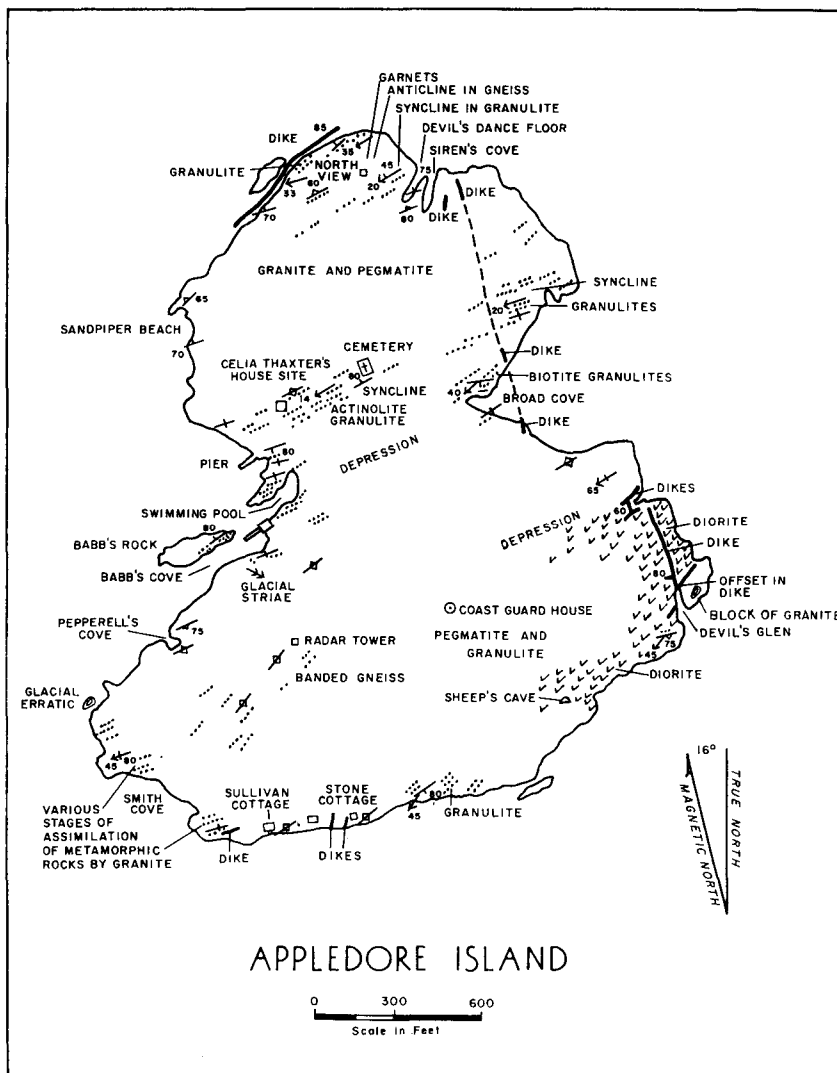 GARNETS
ANTICLINE IN GNEISS
SYNCLINE IN GRANULITE
DEVIL'S DANCE FLOOR
SIREN'S COVE
DIKE
85
35
45
75
GRANULITE
NORTH
VIEW
60
33
20
70
80
DIKE
DIKE
GRANITE AND PEGMATITE
SYNCLINE
20
GRANULITES
65
SANDPIPER BEACH
70
CEMETERY
DIKE
CELIA THAXTER'S
HOUSE SITE
80
SYNCLINE
BIOTITE GRANULITES
14
ACTINOLITE
GRANULITE
40
BROAD COVE
DIKE
80
PIER
DEPRESSION
65
DIKES
60
SWIMMING POOL
DEPRESSION
DIORITE
80
BABB'S ROCK
DIKE
BABB'S COVE
80
OFFSET IN
DIKE
GLACIAL
STRIAE
COAST GUARD HOUSE
BLOCK OF GRANITE
PEPPERELL'S
COVE
75
RADAR TOWER
PEGMATITE AND
GRANULITE
DEVIL'S GLEN
75
45
BANDED GNEISS
DIORITE
GLACIAL
ERRATIC
SHEEP'S CAVE
45 80
16°
TRUE NORTH
MAGNETIC NORTH
SMITH
COVE
SULLIVAN
COTTAGE
STONE
COTTAGE
80
GRANULITE
45
VARIOUS
STAGES OF
ASSIMILATION
OF METAMORPHIC
ROCKS BY GRANITE
DIKE
DIKES
APPLEDORE ISLAND
0 300 600
Scale in Feet